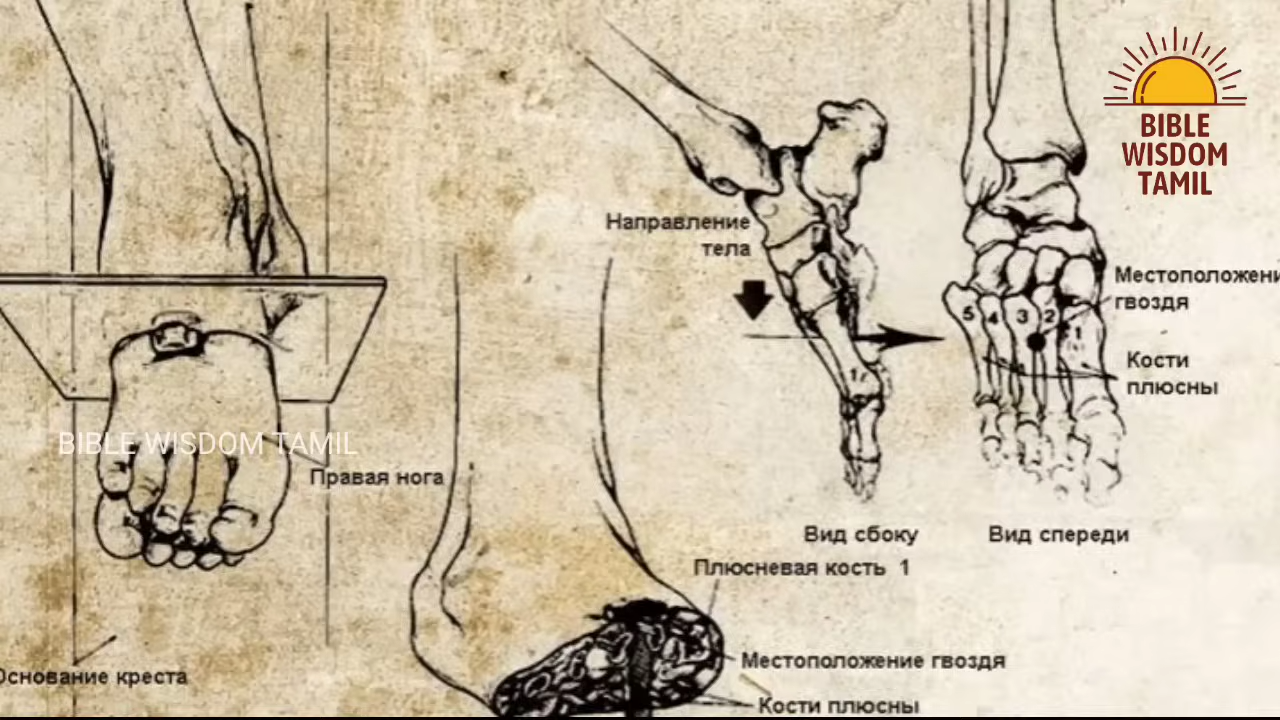 BIBLE
WISDOM
TAMIL
Направление
тела
Местоположени
гвоздя
5 4 3 2 1
Кости
плюсны
1
BIBLE WISDOM TAMIL
Правая нога
Вид сбоку
Вид спереди
Плюсневая кость 1
Местоположение гвоздя
Основание креста
Кости плюсны